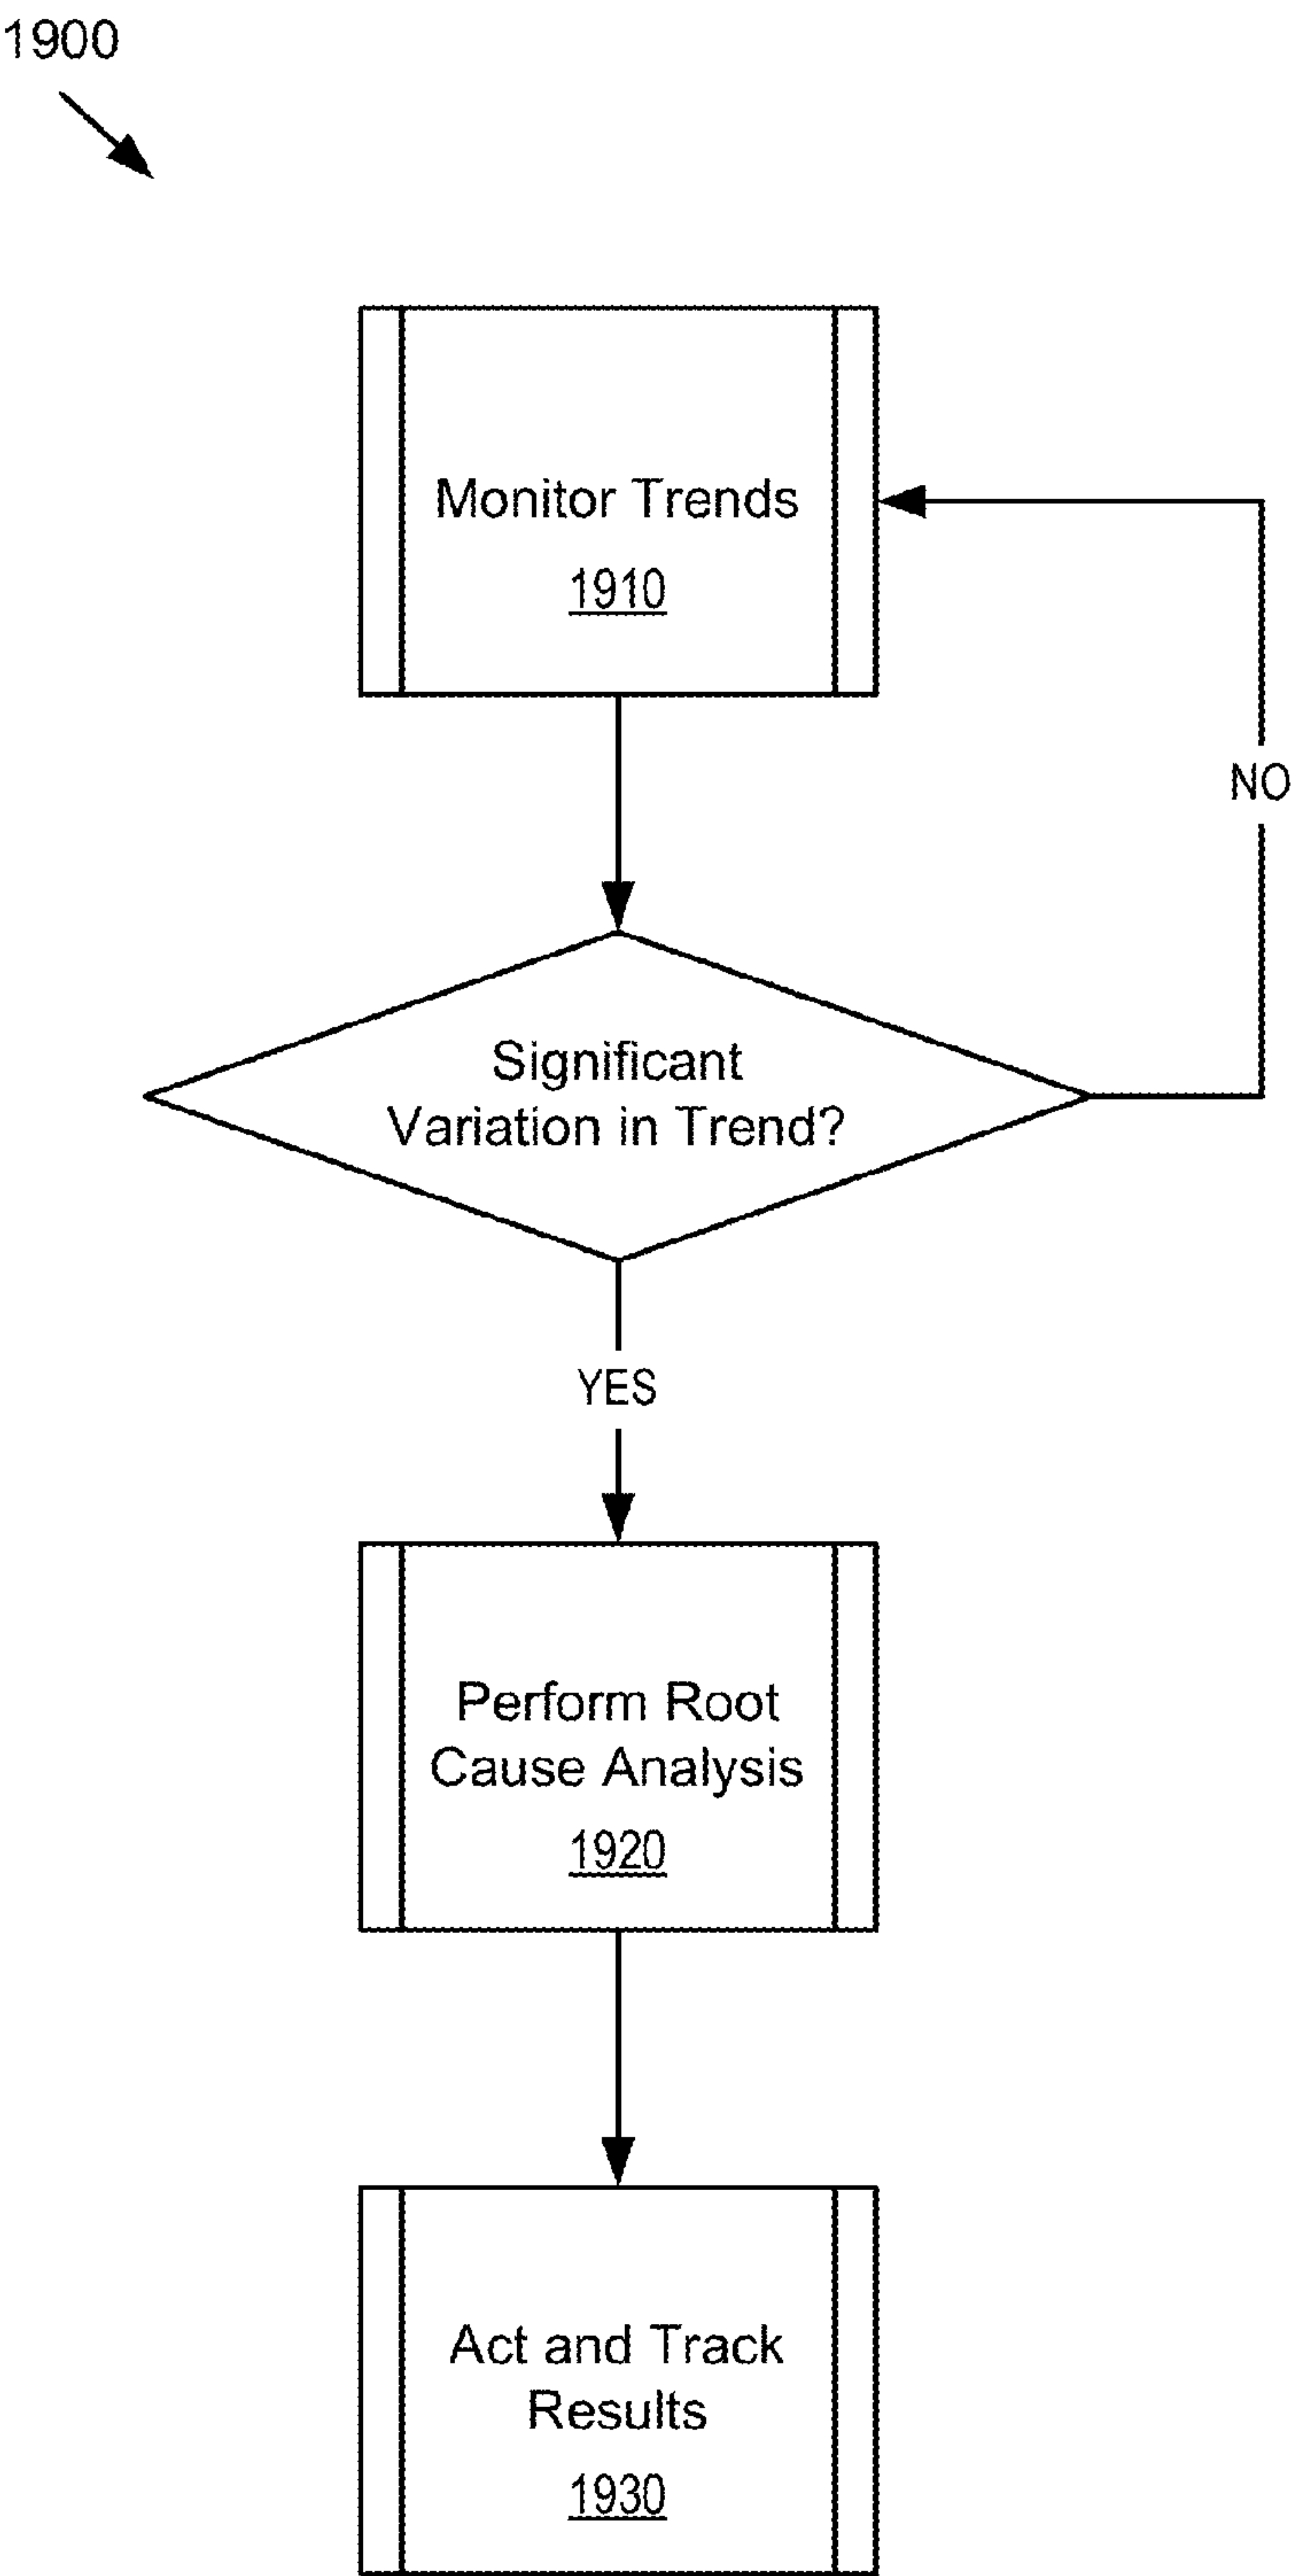 1900
Monitor Trends
1910
NO
Significant
Variation in Trend?
YES
Perform Root
Cause Analysis
1920
Act and Track
Results
1930